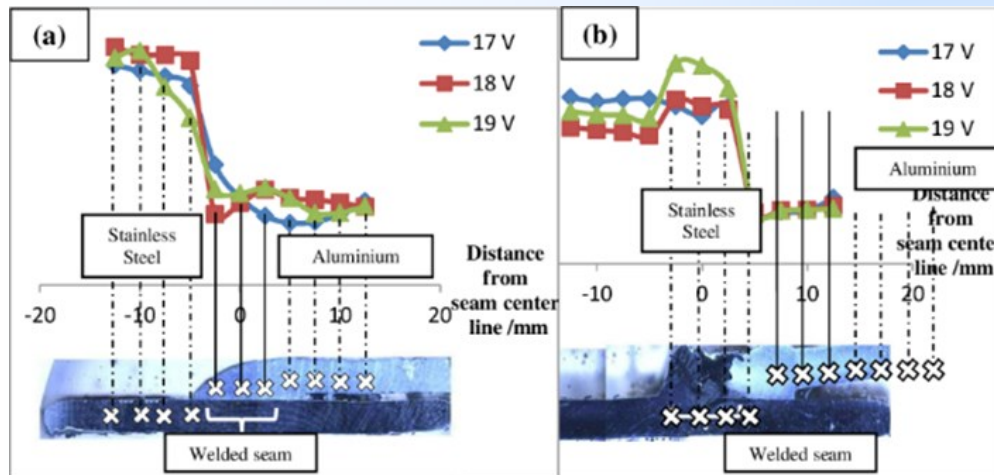 (a)
17 V
18 V
19 V
Stainless
Steel
Aluminium
Distance
from
seam center
line /mm
-20
-10
0
10
20
Welded seam
(b)
17 V
18 V
19 V
Aluminium
Stainless
Steel
Distance
from
seam center
line /mm
-10
0
10
20
Welded seam